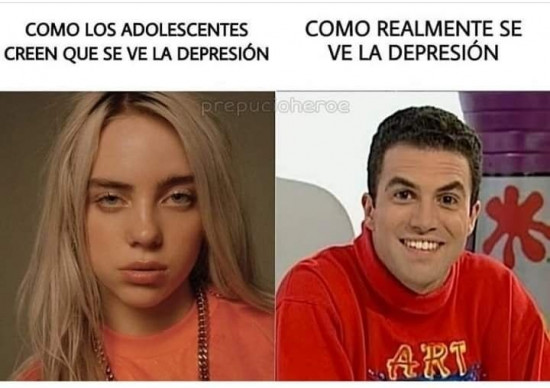 COMO LOS ADOLESCENTES
CREEN QUE SE VE LA DEPRESIÓN
COMO REALMENTE SE
VE LA DEPRESIÓN
prepucioheroe
ART